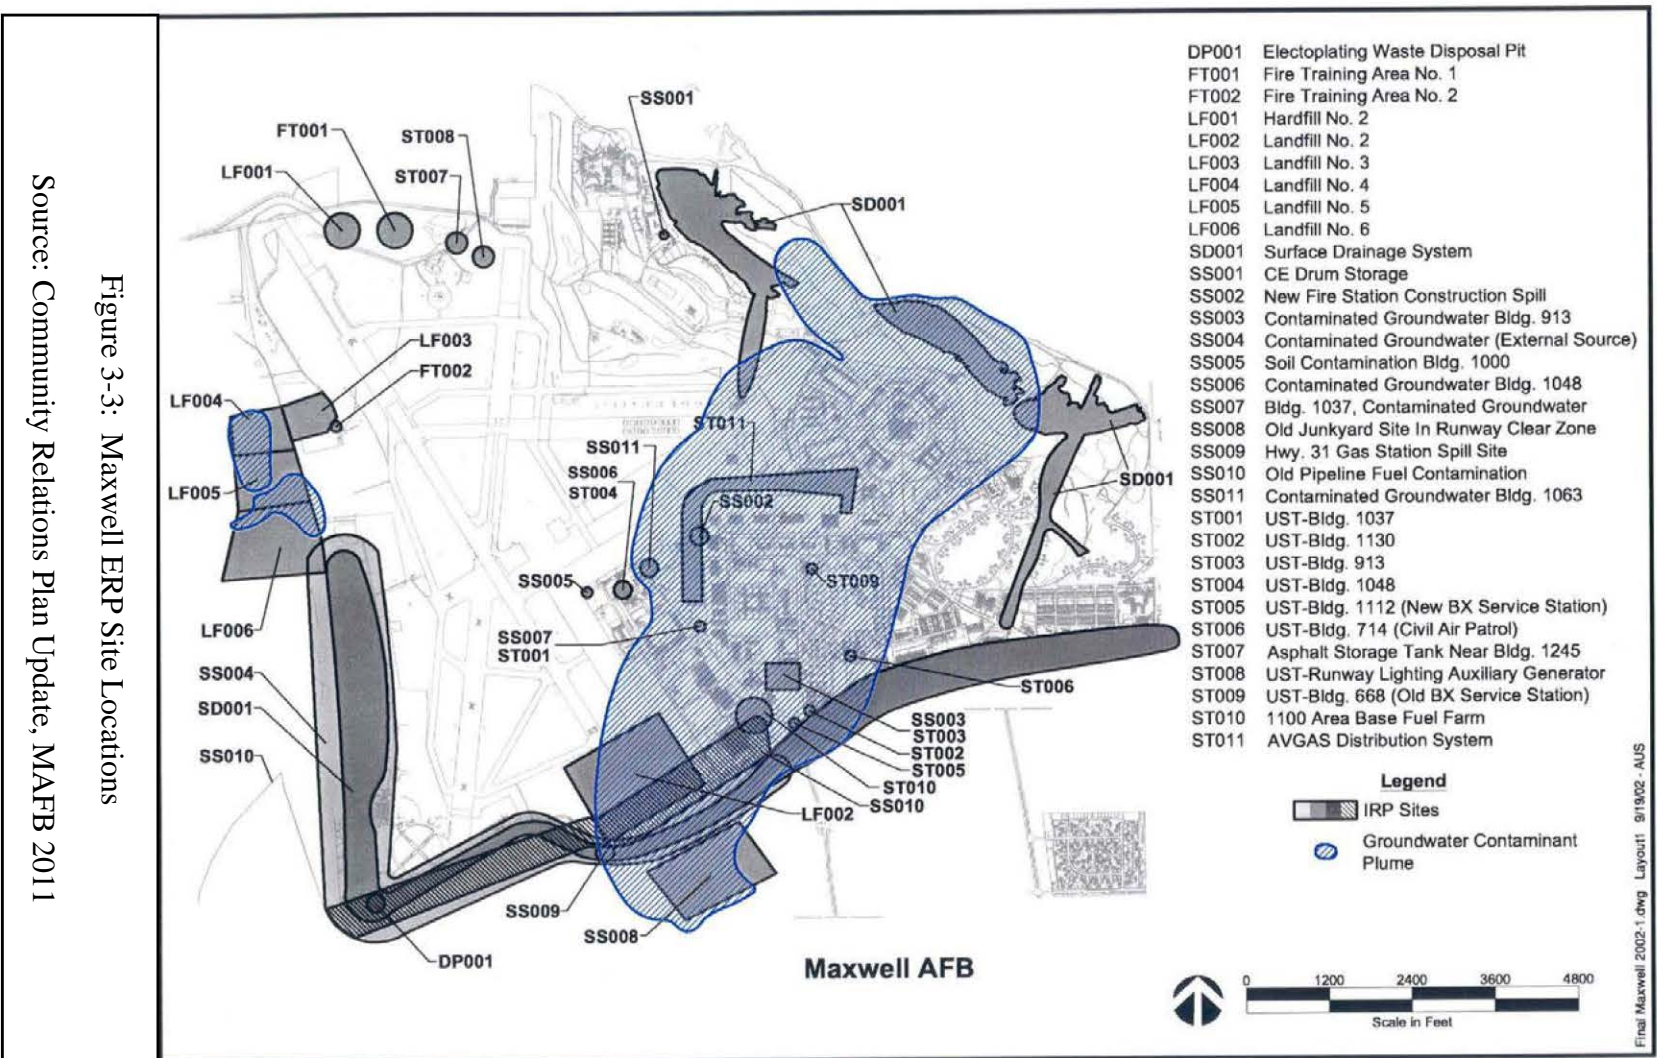 Figure 3-3: Maxwell ERP Site Locations
Source: Community Relations Plan Update, MAFB 2011
SS001
FT001
ST008
LF001
ST007
SD001
LF003
FT002
LF004
ST011
SS011
SS006
ST004
LF005
SS002
SD001
SS005
ST009
LF006
SS007
ST001
SS004
ST006
SD001
SS003
ST003
ST002
SS010
ST005
ST010
SS010
LF002
SS009
SS008
DP001
Maxwell AFB
DP001 Electoplating Waste Disposal Pit
FT001 Fire Training Area No. 1
FT002 Fire Training Area No. 2
LF001 Hardfill No. 2
LF002 Landfill No. 2
LF003 Landfill No. 3
LF004 Landfill No. 4
LF005 Landfill No. 5
LF006 Landfill No. 6
SD001 Surface Drainage System
SS001 CE Drum Storage
SS002 New Fire Station Construction Spill
SS003 Contaminated Groundwater Bldg. 913
SS004 Contaminated Groundwater (External Source)
SS005 Soil Contamination Bldg. 1000
SS006 Contaminated Groundwater Bldg. 1048
SS007 Bldg. 1037, Contaminated Groundwater
SS008 Old Junkyard Site In Runway Clear Zone
SS009 Hwy. 31 Gas Station Spill Site
SS010 Old Pipeline Fuel Contamination
SS011 Contaminated Groundwater Bldg. 1063
ST001 UST-Bldg. 1037
ST002 UST-Bldg. 1130
ST003 UST-Bldg. 913
ST004 UST-Bldg. 1048
ST005 UST-Bldg. 1112 (New BX Service Station)
ST006 UST-Bldg. 714 (Civil Air Patrol)
ST007 Asphalt Storage Tank Near Bldg. 1245
ST008 UST-Runway Lighting Auxiliary Generator
ST009 UST-Bldg. 668 (Old BX Service Station)
ST010 1100 Area Base Fuel Farm
ST011 AVGAS Distribution System
Legend
IRP Sites
Groundwater Contaminant
Plume
0 1200 2400 3600 4800
Scale in Feet
Final Maxwell 2002-1.dwg Layout1 9/19/02 - AUS